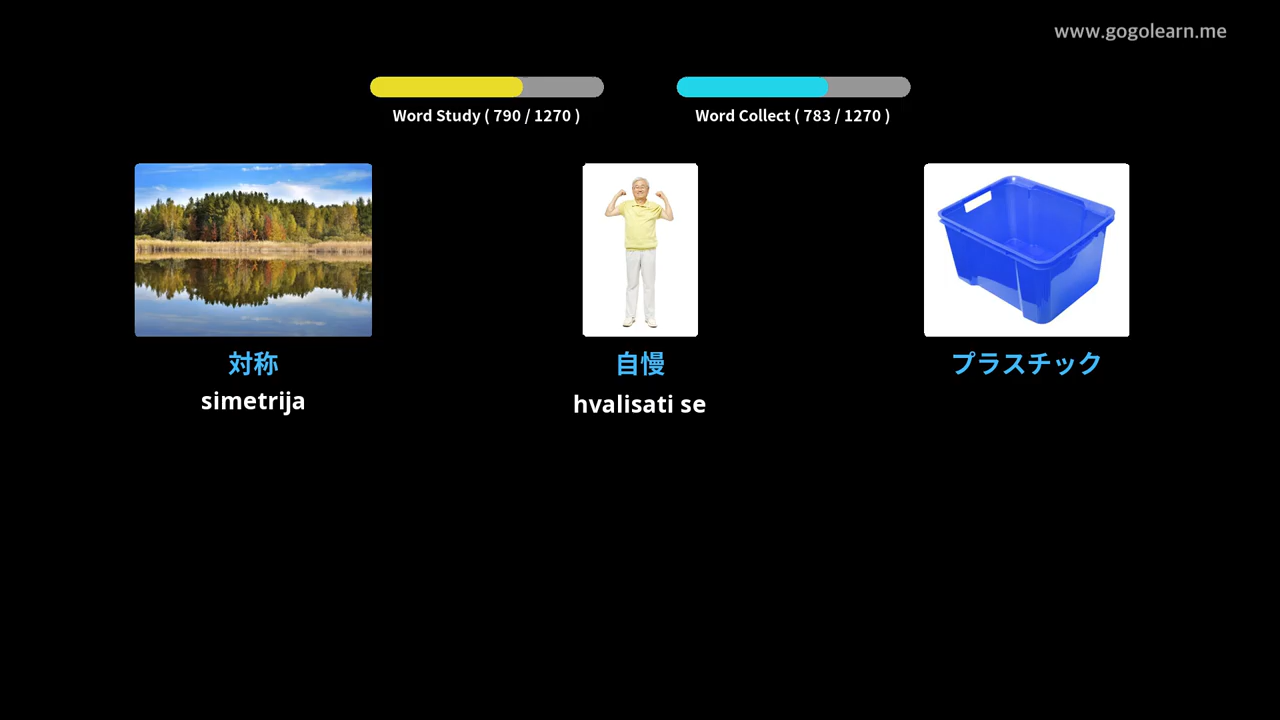 www.gogolearn.me
Word Study ( 790 / 1270 )
Word Collect ( 783 / 1270 )
対称
自慢
プラスチック
simetrija
hvalisati se